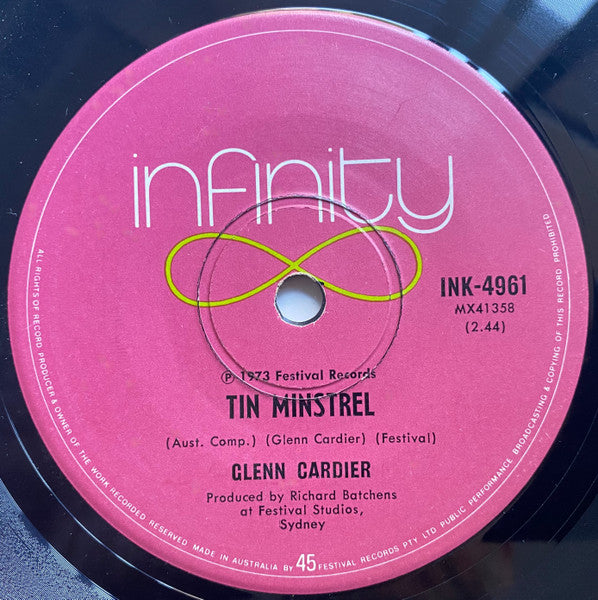 infinity
INK-4961
MX41358
(2.44)
℗ 1973 Festival Records
TIN MINSTREL
(Aust. Comp.) (Glenn Cardier) (Festival)
GLENN CARDIER
Produced by Richard Batchens
at Festival Studios,
Sydney
ALL RIGHTS OF RECORD PRODUCER & OWNER OF THE WORK RECORDED RESERVED MADE IN AUSTRALIA BY 45 FESTIVAL RECORDS PTY LTD PUBLIC PERFORMANCE BROADCASTING & COPYING OF THIS RECORD PROHIBITED